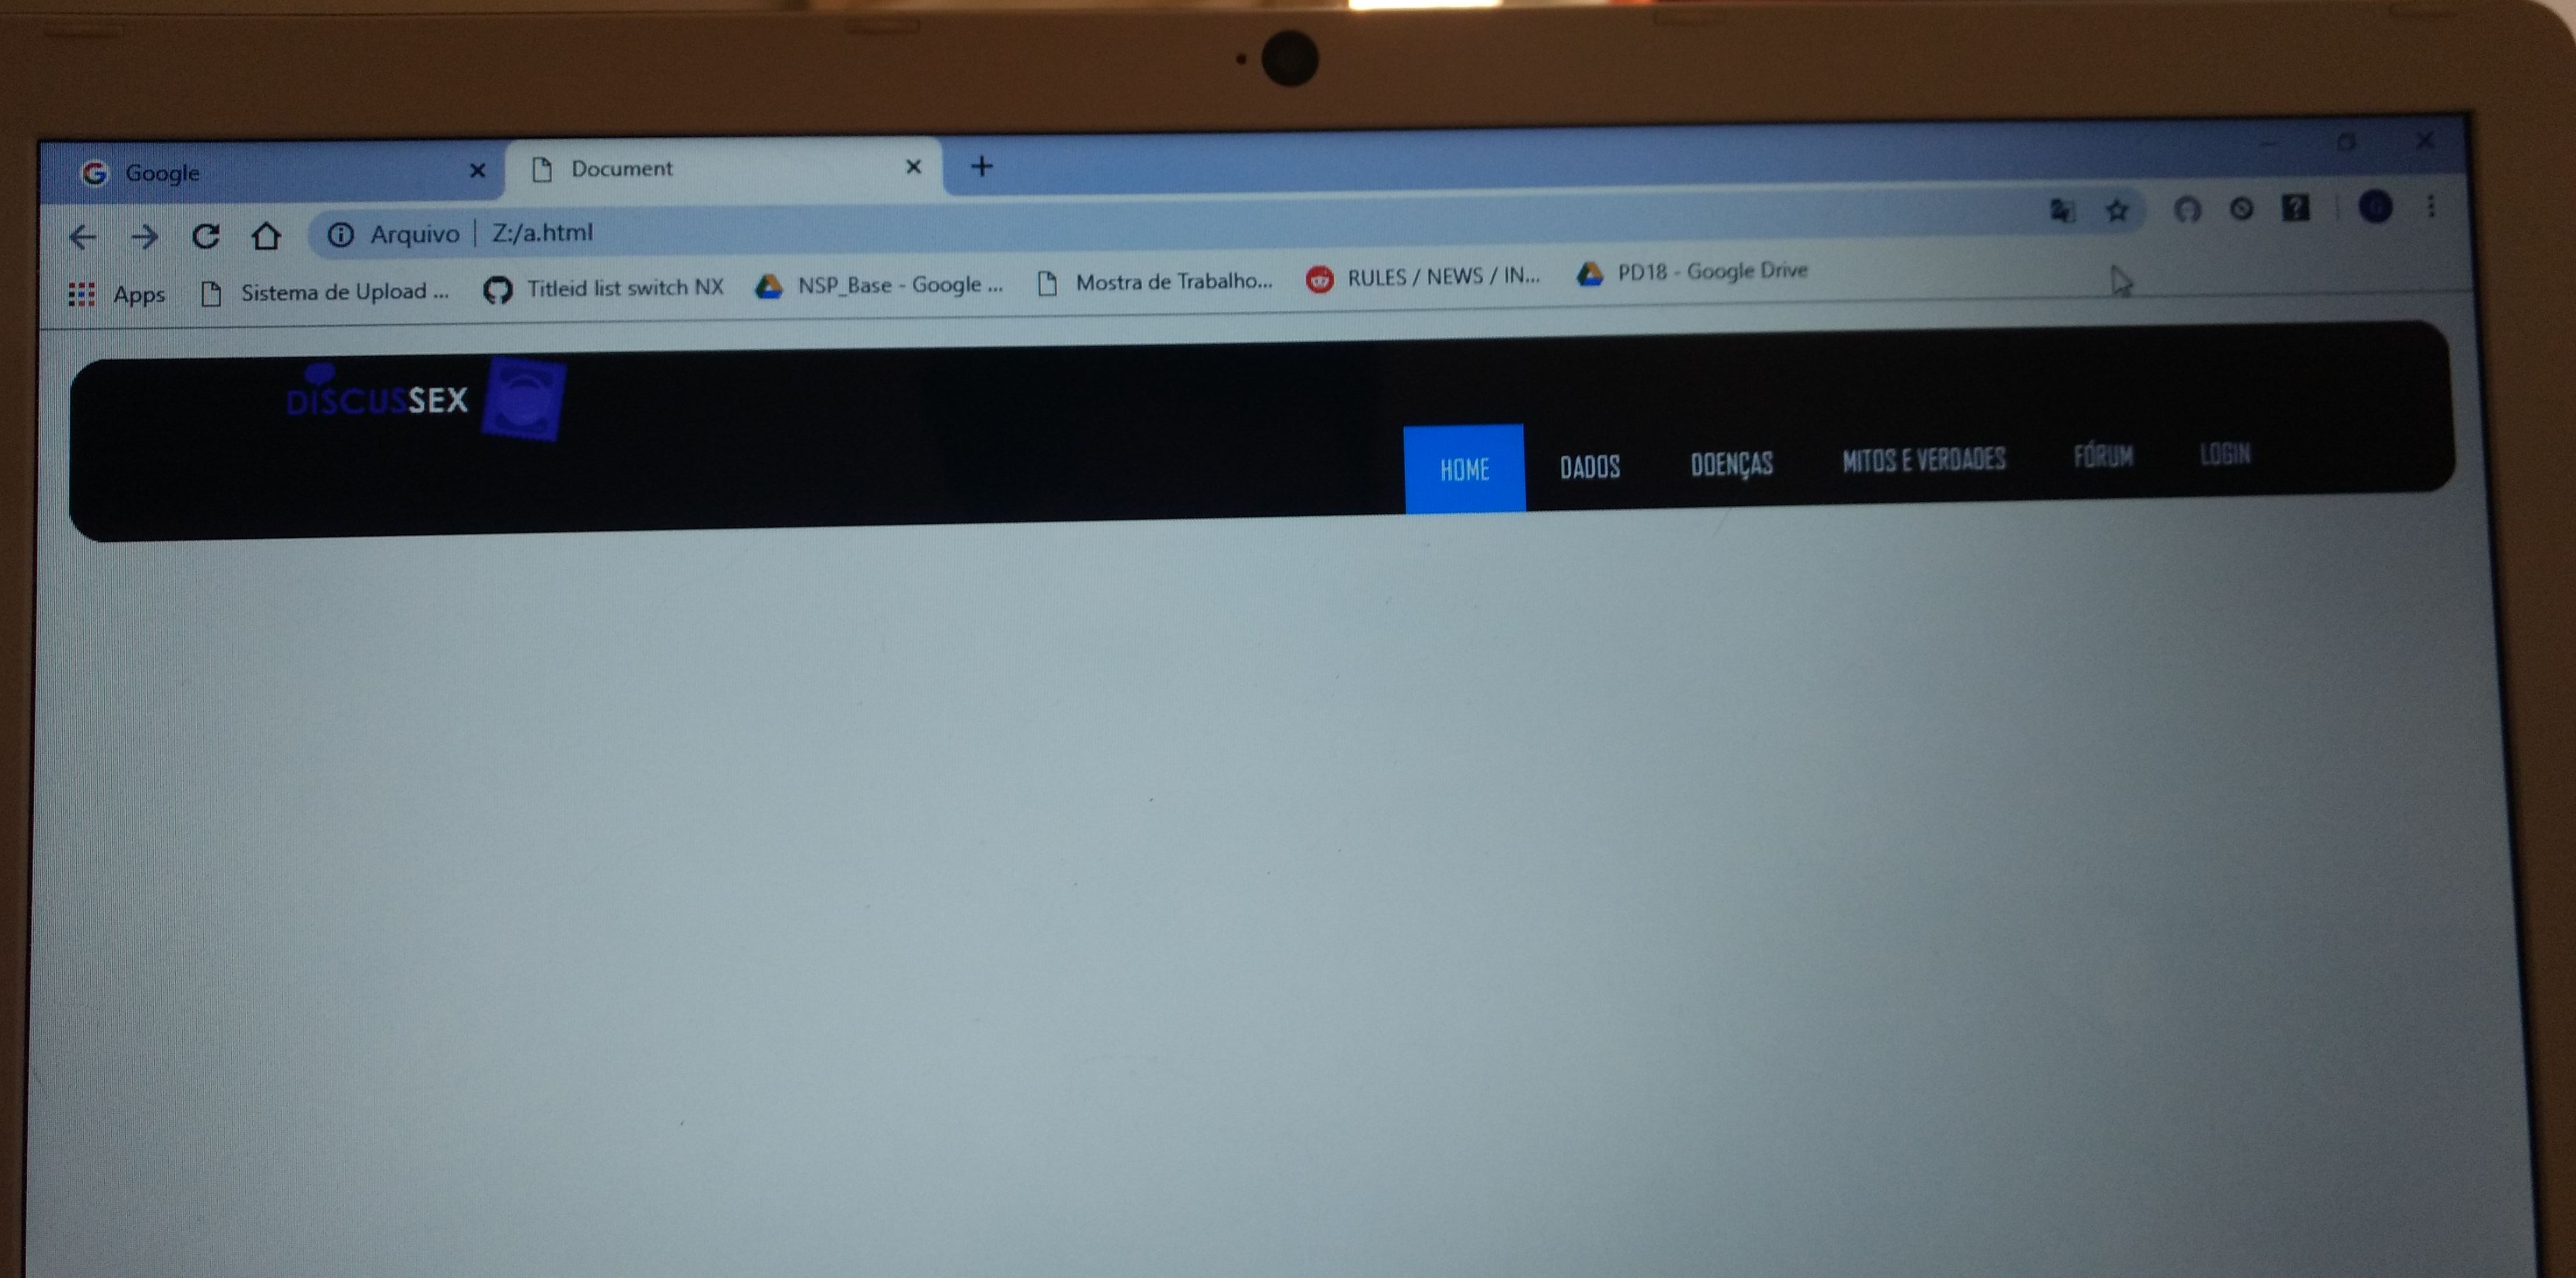 Google
Document
Arquivo | Z:/a.html
Apps Sistema de Upload ... Titleid list switch NX NSP_Base - Google ... Mostra de Trabalho... RULES / NEWS / IN... PD18 - Google Drive
DiSCUSSEX
HOME DADOS DOENÇAS MITOS E VERDADES FÓRUM LOGIN